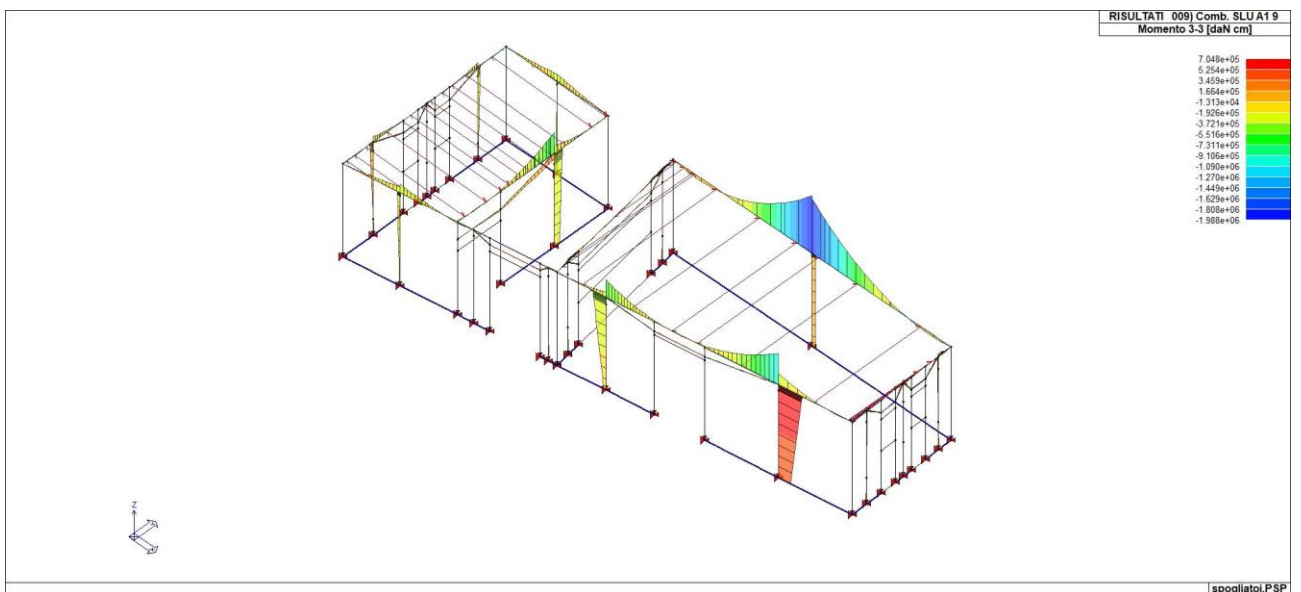 RISULTATI 009) Comb. SLU A1 9
Momento 3-3 [daN cm]
7.048e+05
5.254e+05
3.459e+05
1.664e+05
-1.313e+04
-1.926e+05
-3.721e+05
-5.516e+05
-7.311e+05
-9.106e+05
-1.090e+06
-1.270e+06
-1.449e+06
-1.629e+06
-1.808e+06
-1.988e+06
Z
spogliatoi.PSP